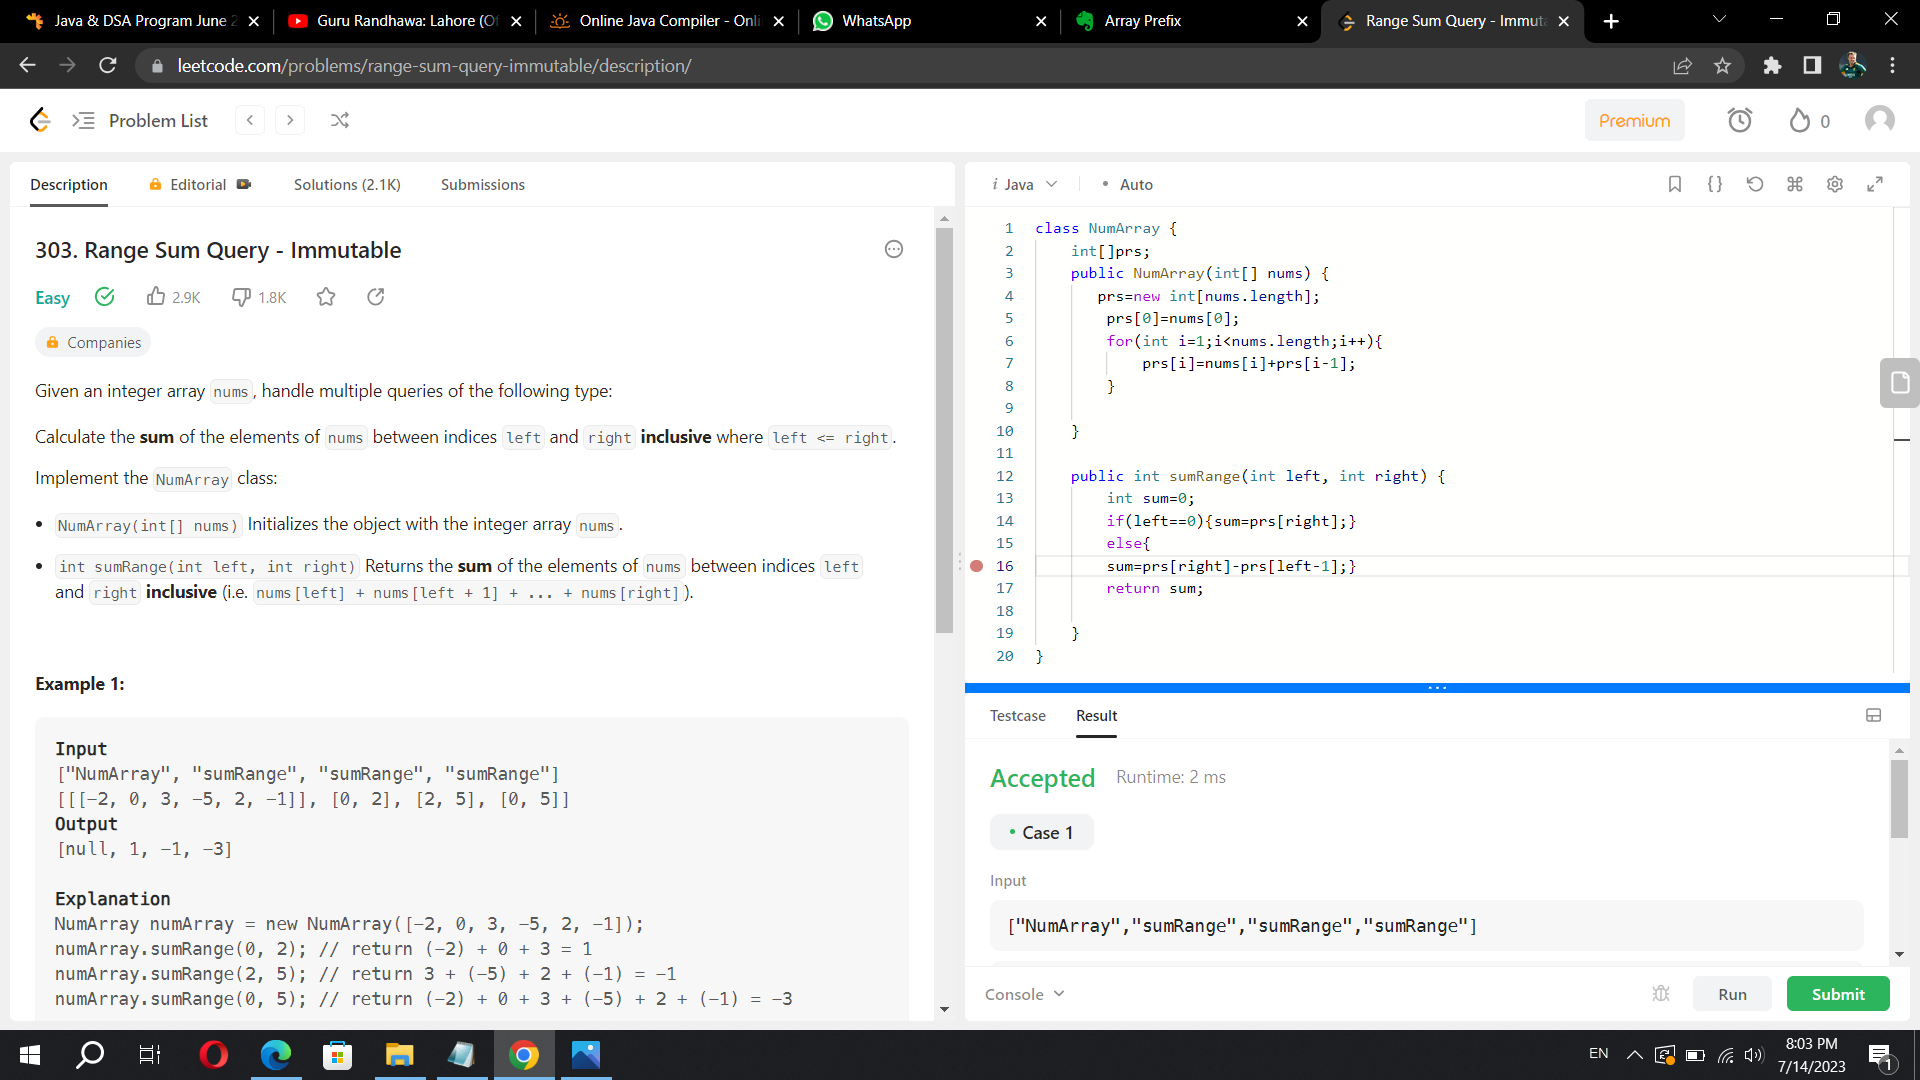 Java & DSA Program June 2
Guru Randhawa: Lahore (Of
Online Java Compiler - Onli
WhatsApp
Array Prefix
Range Sum Query - Immuta
leetcode.com/problems/range-sum-query-immutable/description/
Problem List
Premium
0
Description
Editorial
Solutions (2.1K)
Submissions
303. Range Sum Query - Immutable
Easy
2.9K
1.8K
Companies
Given an integer array nums, handle multiple queries of the following type:
Calculate the sum of the elements of nums between indices left and right inclusive where left <= right.
Implement the NumArray class:
• NumArray(int[] nums) Initializes the object with the integer array nums.
• int sumRange(int left, int right) Returns the sum of the elements of nums between indices left
and right inclusive (i.e. nums[left] + nums[left + 1] + ... + nums[right]).
Example 1:
Input
["NumArray", "sumRange", "sumRange", "sumRange"]
[[[-2, 0, 3, -5, 2, -1]], [0, 2], [2, 5], [0, 5]]
Output
[null, 1, -1, -3]
Explanation
NumArray numArray = new NumArray([-2, 0, 3, -5, 2, -1]);
numArray.sumRange(0, 2); // return (-2) + 0 + 3 = 1
numArray.sumRange(2, 5); // return 3 + (-5) + 2 + (-1) = -1
numArray.sumRange(0, 5); // return (-2) + 0 + 3 + (-5) + 2 + (-1) = -3
i Java
• Auto
1 class NumArray {
2 int[]prs;
3 public NumArray(int[] nums) {
4 prs=new int[nums.length];
5 prs[0]=nums[0];
6 for(int i=1;i<nums.length;i++){
7 prs[i]=nums[i]+prs[i-1];
8 }
9
10 }
11
12 public int sumRange(int left, int right) {
13 int sum=0;
14 if(left==0){sum=prs[right];}
15 else{
16 sum=prs[right]-prs[left-1];}
17 return sum;
18
19 }
20 }
Testcase
Result
Accepted
Runtime: 2 ms
• Case 1
Input
["NumArray","sumRange","sumRange","sumRange"]
Console
Run
Submit
EN
8:03 PM
7/14/2023
1